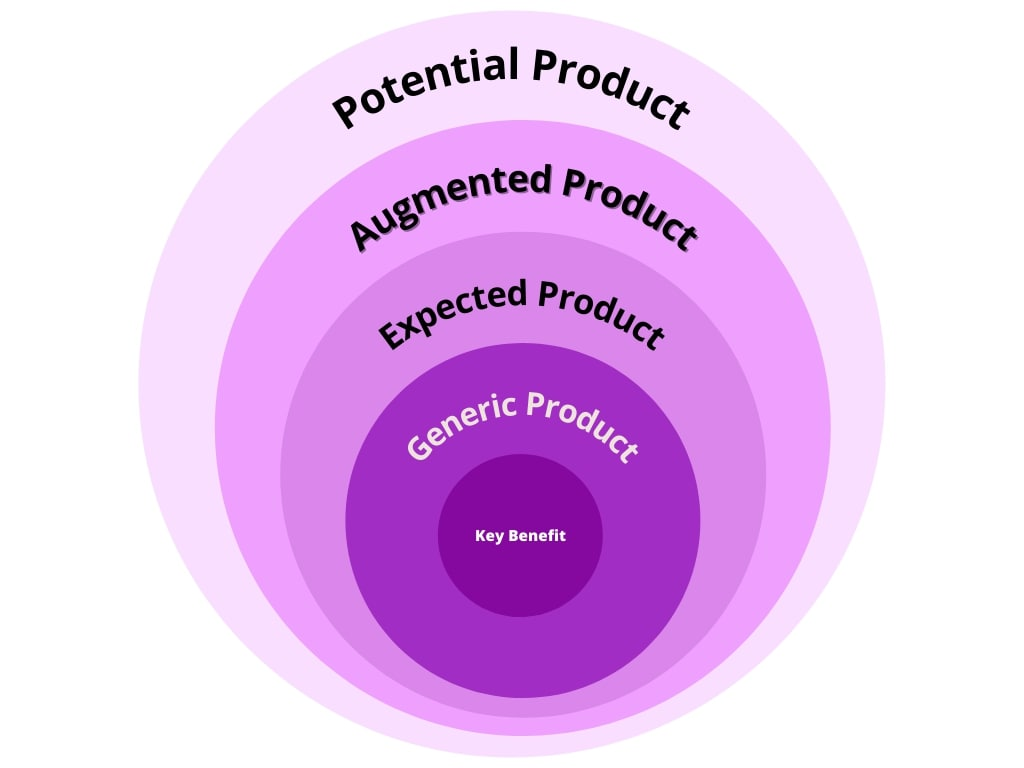 Potential Product
Augmented Product
Expected Product
Generic Product
Key Benefit